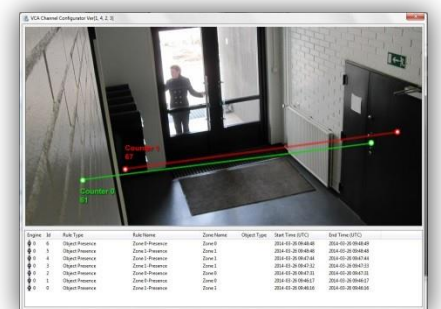 VCA Channel Configurator Ver[1, 4, 2, 3]
Counter 1
67
Counter 0
81
Engine Id Rule Type Rule Name Zone Name Object Type Start Time (UTC) End Time (UTC)
0 6 Object Presence Zone 0-Presence Zone 0 2014-03-26 09:48:48 2014-03-26 09:48:49
0 5 Object Presence Zone 1-Presence Zone 1 2014-03-26 09:48:46 2014-03-26 09:48:46
0 4 Object Presence Zone 1-Presence Zone 1 2014-03-26 09:47:44 2014-03-26 09:47:44
0 3 Object Presence Zone 1-Presence Zone 1 2014-03-26 09:47:32 2014-03-26 09:47:33
0 2 Object Presence Zone 0-Presence Zone 0 2014-03-26 09:47:31 2014-03-26 09:47:31
0 1 Object Presence Zone 0-Presence Zone 0 2014-03-26 09:46:17 2014-03-26 09:46:17
0 0 Object Presence Zone 1-Presence Zone 1 2014-03-26 09:46:16 2014-03-26 09:46:16